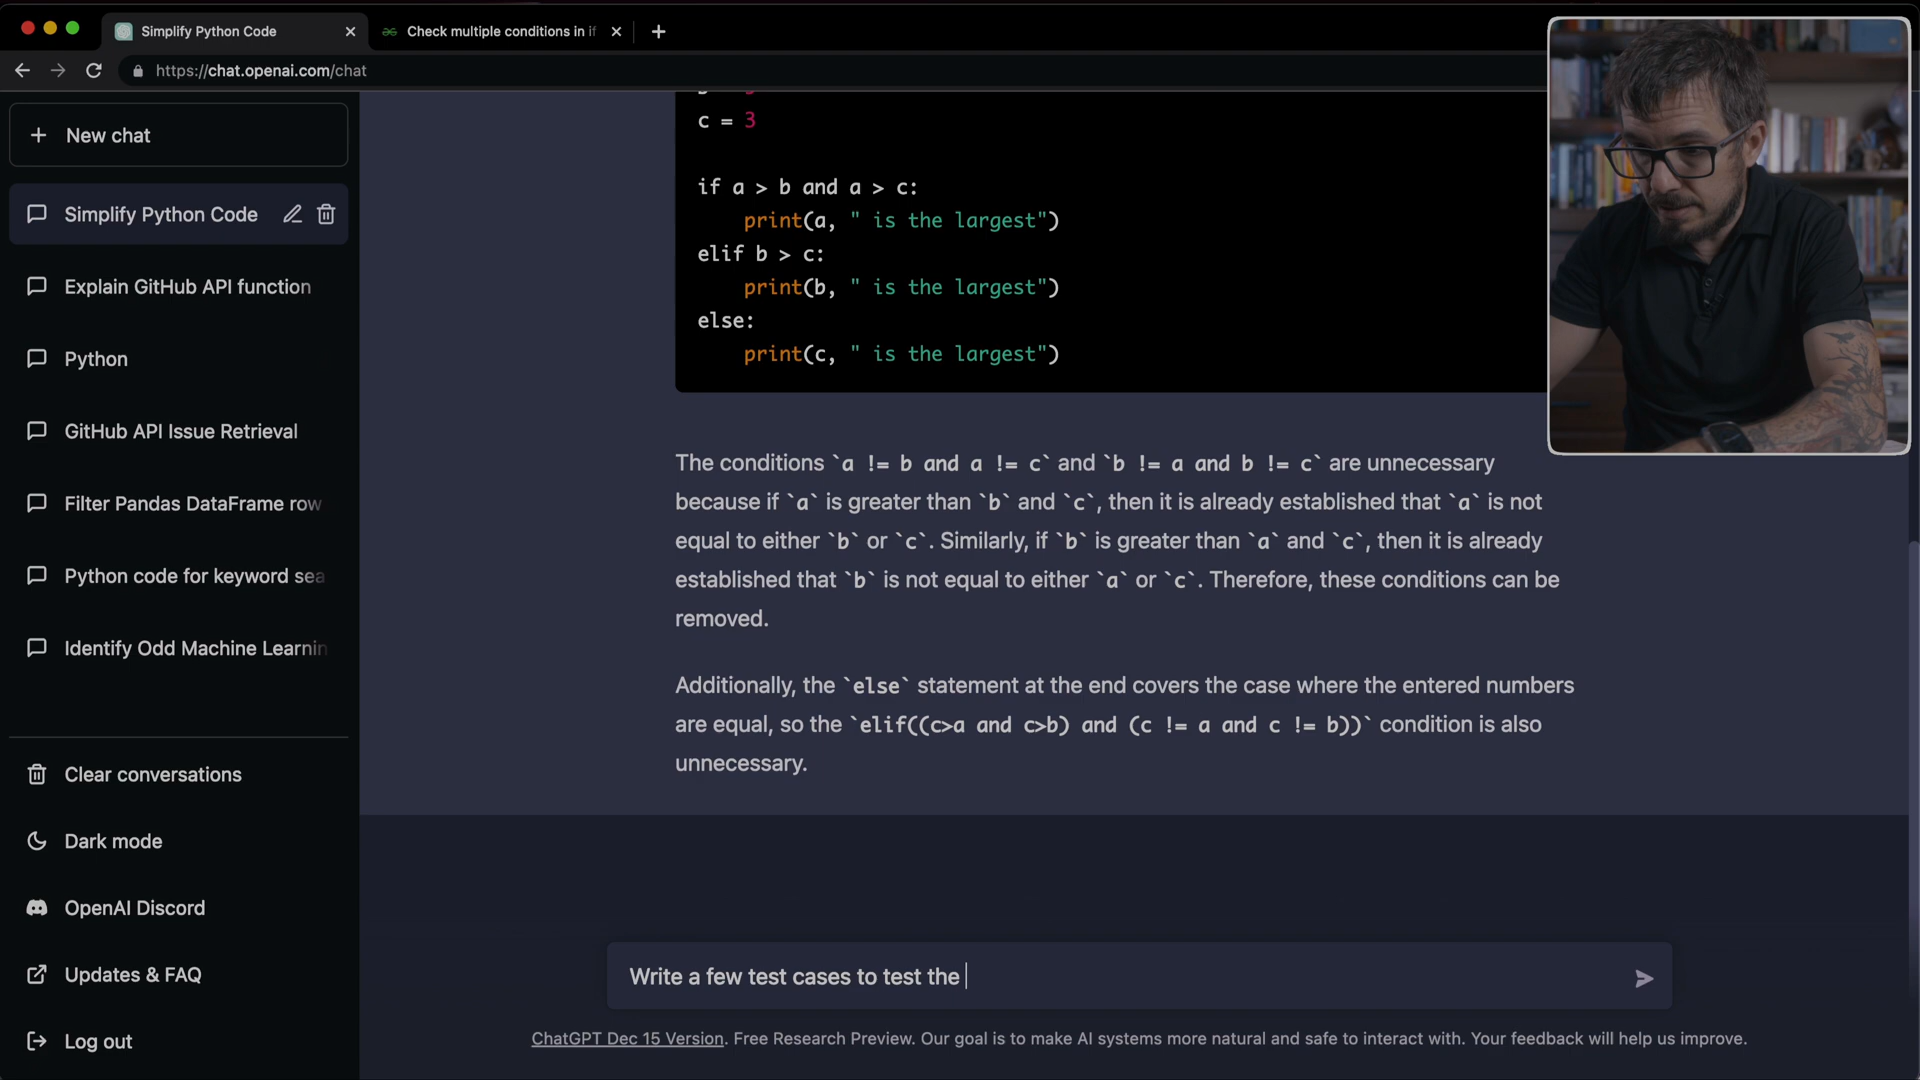 Simplify Python Code
Check multiple conditions in if
https://chat.openai.com/chat
New chat
Simplify Python Code
Explain GitHub API function
Python
GitHub API Issue Retrieval
Filter Pandas DataFrame row
Python code for keyword sea
Identify Odd Machine Learnin
Clear conversations
Dark mode
OpenAI Discord
Updates & FAQ
Log out
c = 3
if a > b and a > c:
print(a, " is the largest")
elif b > c:
print(b, " is the largest")
else:
print(c, " is the largest")
The conditions `a != b and a != c` and `b != a and b != c` are unnecessary
because if `a` is greater than `b` and `c`, then it is already established that `a` is not
equal to either `b` or `c`. Similarly, if `b` is greater than `a` and `c`, then it is already
established that `b` is not equal to either `a` or `c`. Therefore, these conditions can be
removed.
Additionally, the `else` statement at the end covers the case where the entered numbers
are equal, so the `elif((c>a and c>b) and (c != a and c != b))` condition is also
unnecessary.
Write a few test cases to test the
ChatGPT Dec 15 Version. Free Research Preview. Our goal is to make AI systems more natural and safe to interact with. Your feedback will help us improve.